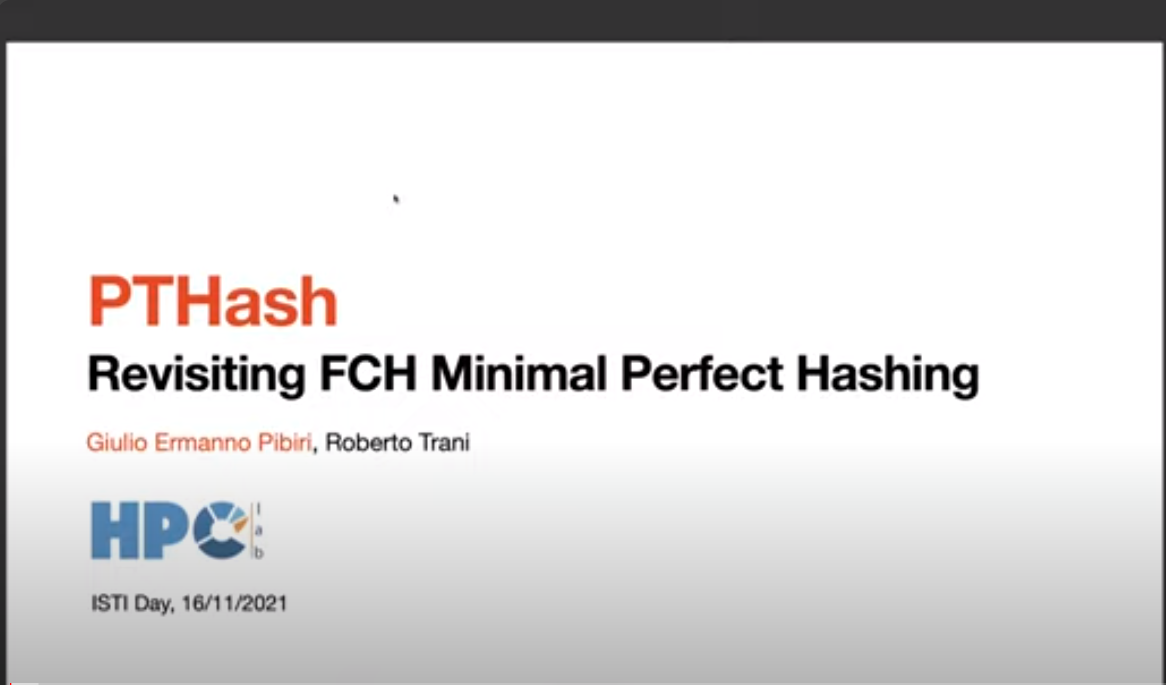 PTHash
Revisiting FCH Minimal Perfect Hashing
Giulio Ermanno Pibiri, Roberto Trani
HPC lab
ISTI Day, 16/11/2021